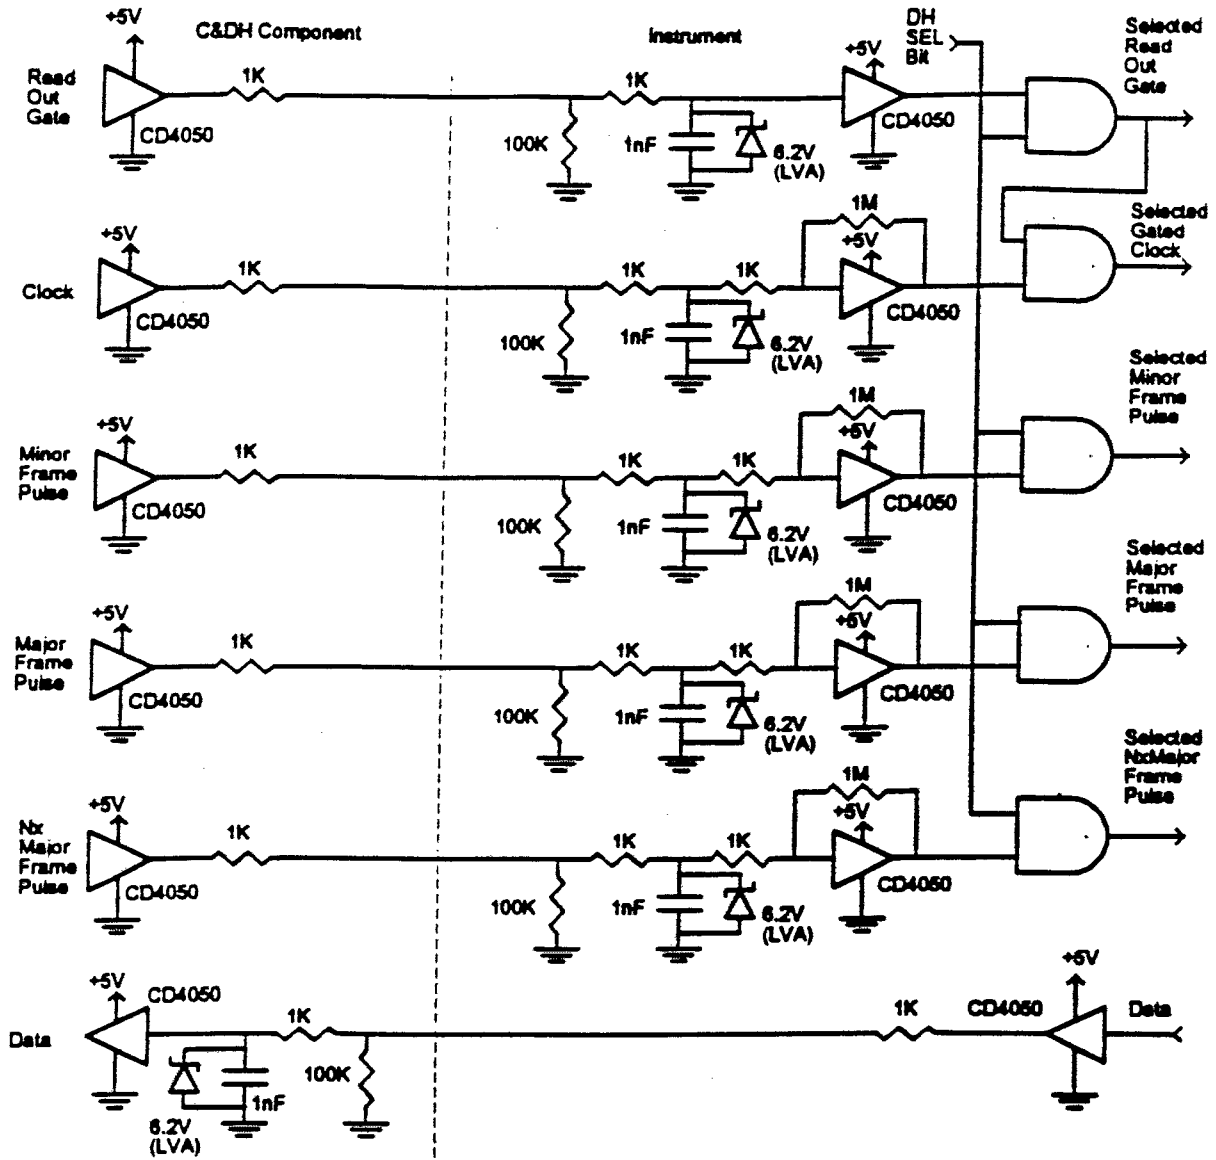 +5V
C&DH Component
Instrument
DH
SEL
Bit
Selected
Read
Out
Gate
Read
Out
Gate
1K
1K
+5V
CD4050
CD4050
100K
1nF
6.2V
(LVA)
1M
Selected
Gated
Clock
+5V
+5V
Clock
1K
1K
1K
CD4050
CD4050
100K
1nF
6.2V
(LVA)
Selected
Minor
Frame
Pulse
1M
+5V
+5V
Minor
Frame
Pulse
1K
1K
1K
CD4050
CD4050
100K
1nF
6.2V
(LVA)
Selected
Major
Frame
Pulse
1M
+5V
+5V
Major
Frame
Pulse
1K
1K
1K
CD4050
CD4050
100K
1nF
6.2V
(LVA)
Selected
NxMajor
Frame
Pulse
1M
+5V
+5V
Nx
Major
Frame
Pulse
1K
1K
1K
CD4050
CD4050
100K
1nF
6.2V
(LVA)
+5V
+5V
CD4050
1K
1K
CD4050
Data
Data
100K
1nF
6.2V
(LVA)